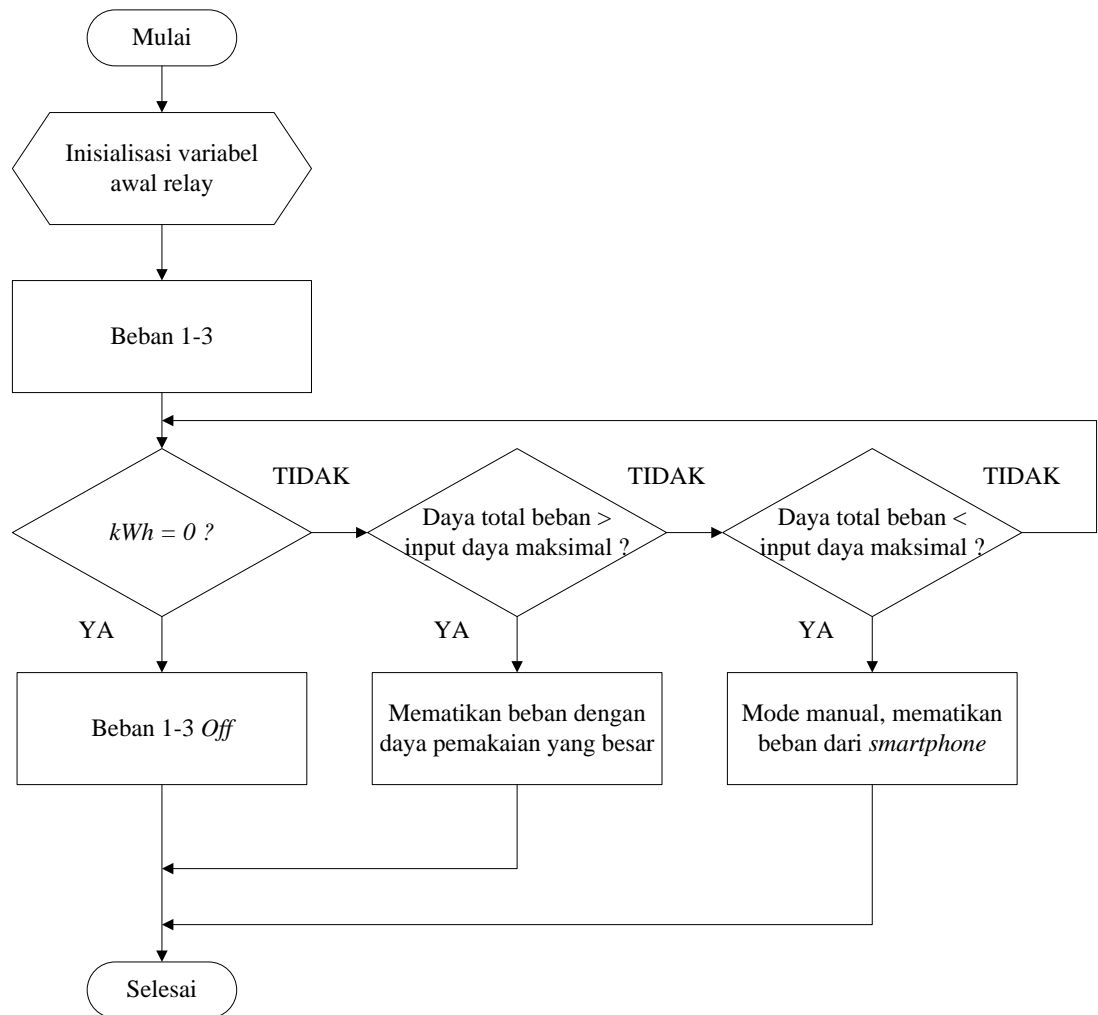 Mulai
Inisialisasi variabel
awal relay
Beban 1-3
kWh = 0 ?
TIDAK
Daya total beban >
input daya maksimal ?
TIDAK
Daya total beban <
input daya maksimal ?
TIDAK
YA
YA
YA
Beban 1-3 Off
Mematikan beban dengan
daya pemakaian yang besar
Mode manual, mematikan
beban dari smartphone
Selesai